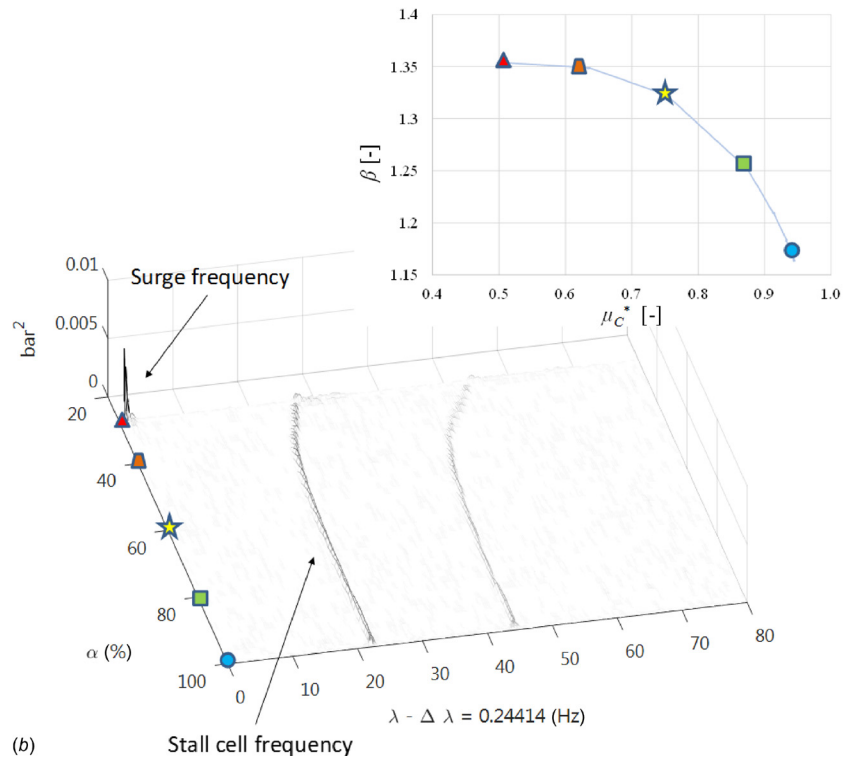 1.4
1.35
1.3
1.25
1.2
1.15
β [-]
0.4 0.5 0.6 0.7 0.8 0.9 1.0
μC* [-]
0.01
0.005
0
bar²
Surge frequency
20
40
60
80
100
α (%)
0 10 20 30 40 50 60 70 80
λ - Δ λ = 0.24414 (Hz)
Stall cell frequency
(b)